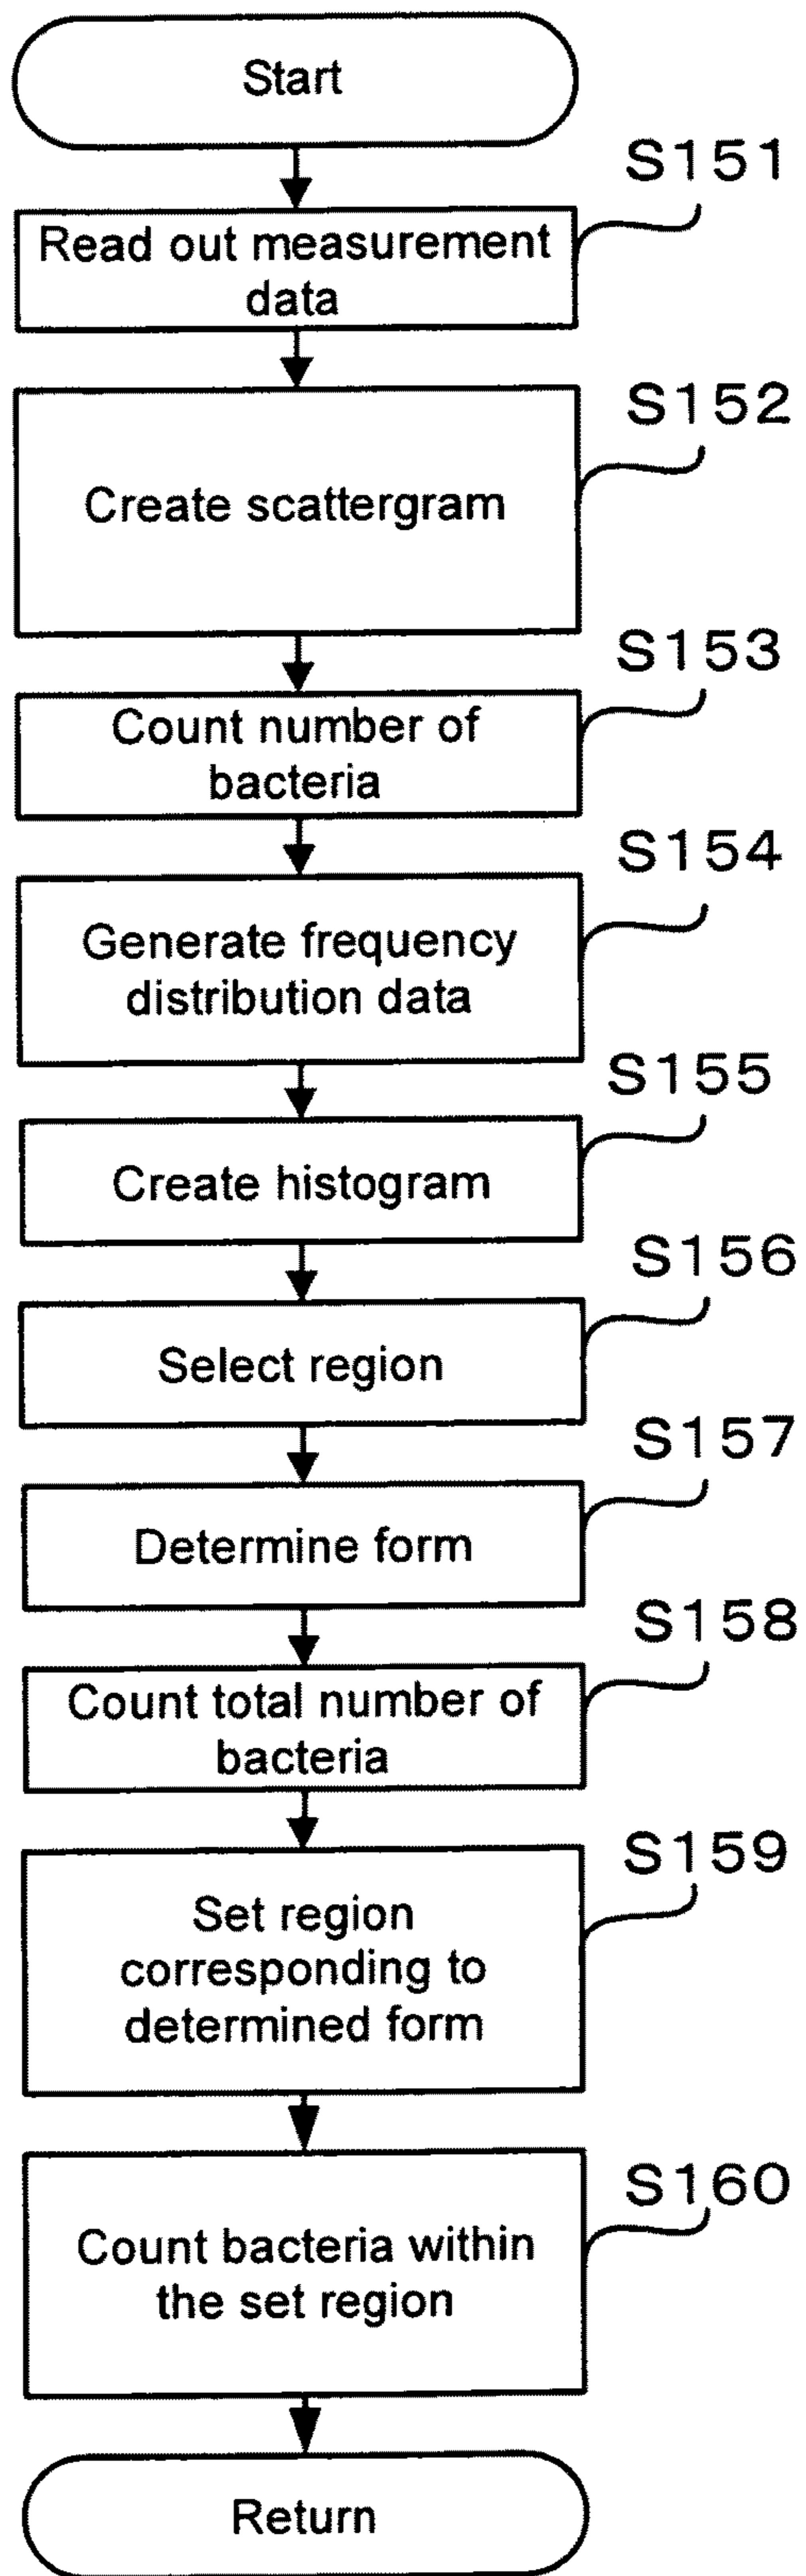 Start
S151
Read out measurement
data
S152
Create scattergram
S153
Count number of
bacteria
S154
Generate frequency
distribution data
S155
Create histogram
S156
Select region
S157
Determine form
S158
Count total number of
bacteria
S159
Set region
corresponding to
determined form
S160
Count bacteria within
the set region
Return